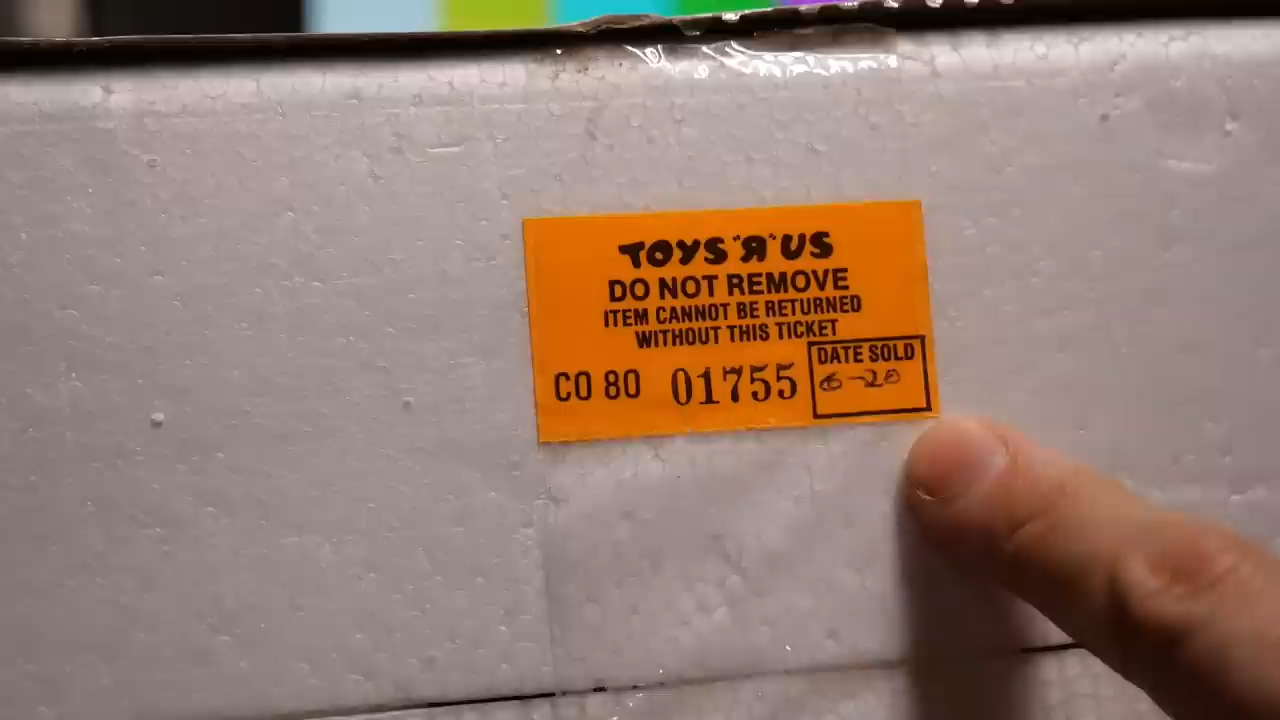 TOYS "R" US
DO NOT REMOVE
ITEM CANNOT BE RETURNED
WITHOUT THIS TICKET
CO 80 01755
DATE SOLD
6-20